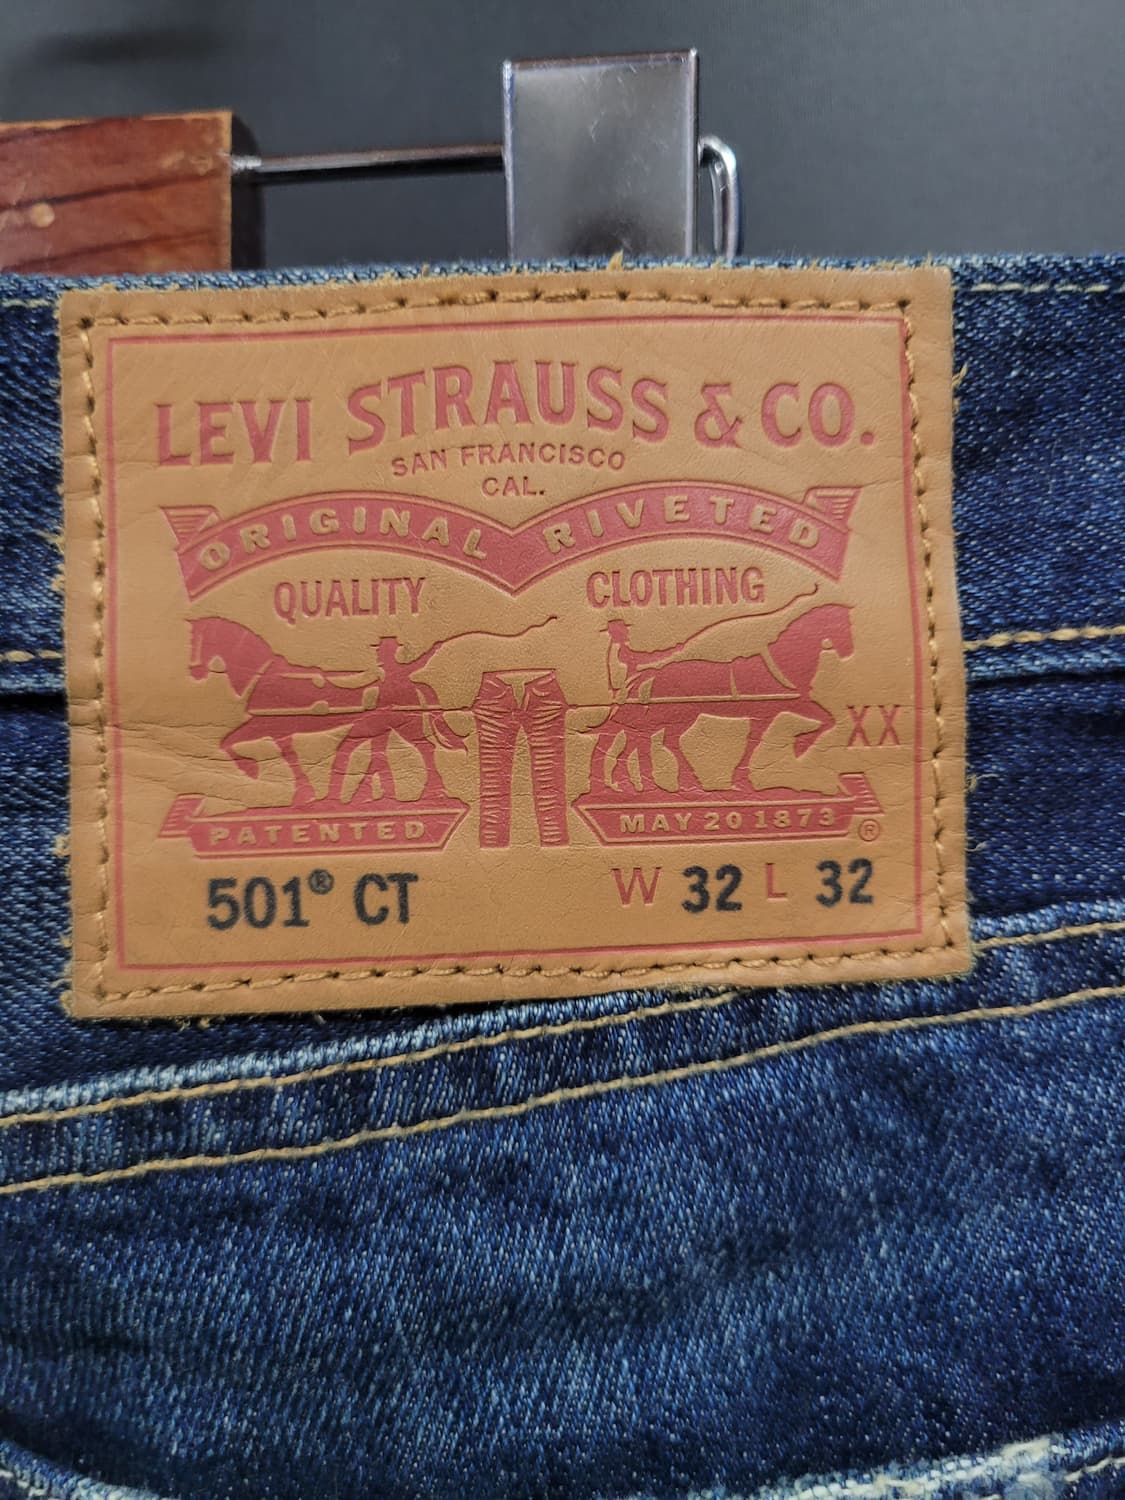 LEVI STRAUSS & CO.
SAN FRANCISCO
CAL.
ORIGINAL RIVETED
QUALITY CLOTHING
XX
PATENTED MAY 20 1873 ®
501® CT W 32 L 32